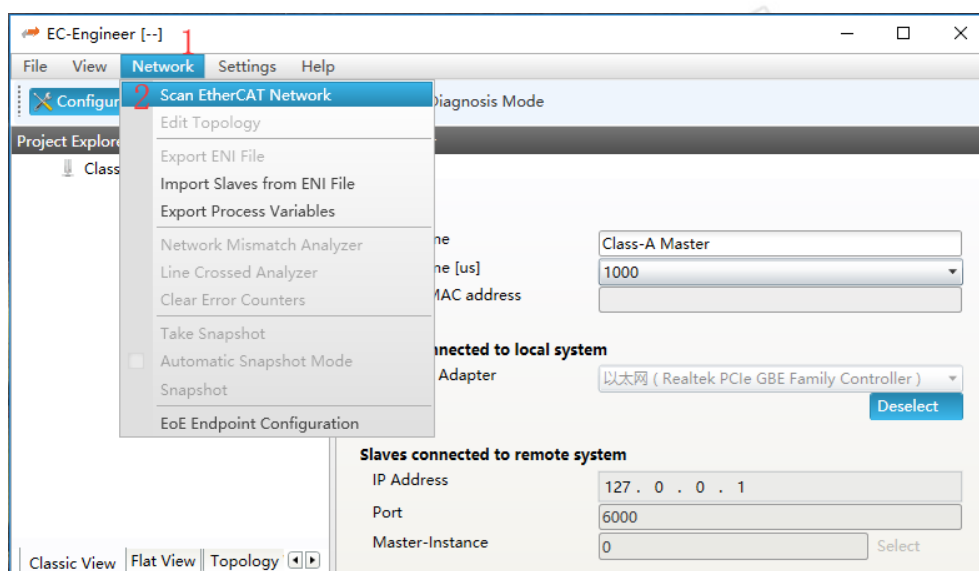 EC-Engineer [--]
1
File View Network Settings Help
2 Scan EtherCAT Network
Configur
Diagnosis Mode
Edit Topology
Project Explore
Export ENI File
Class
Import Slaves from ENI File
Export Process Variables
Network Mismatch Analyzer
me
Class-A Master
Line Crossed Analyzer
me [us]
1000
Clear Error Counters
MAC address
Take Snapshot
Automatic Snapshot Mode
nnected to local system
Adapter
以太网 ( Realtek PCIe GBE Family Controller )
Snapshot
Deselect
EoE Endpoint Configuration
Slaves connected to remote system
IP Address 127 . 0 . 0 . 1
Port 6000
Master-Instance 0 Select
Classic View Flat View Topology